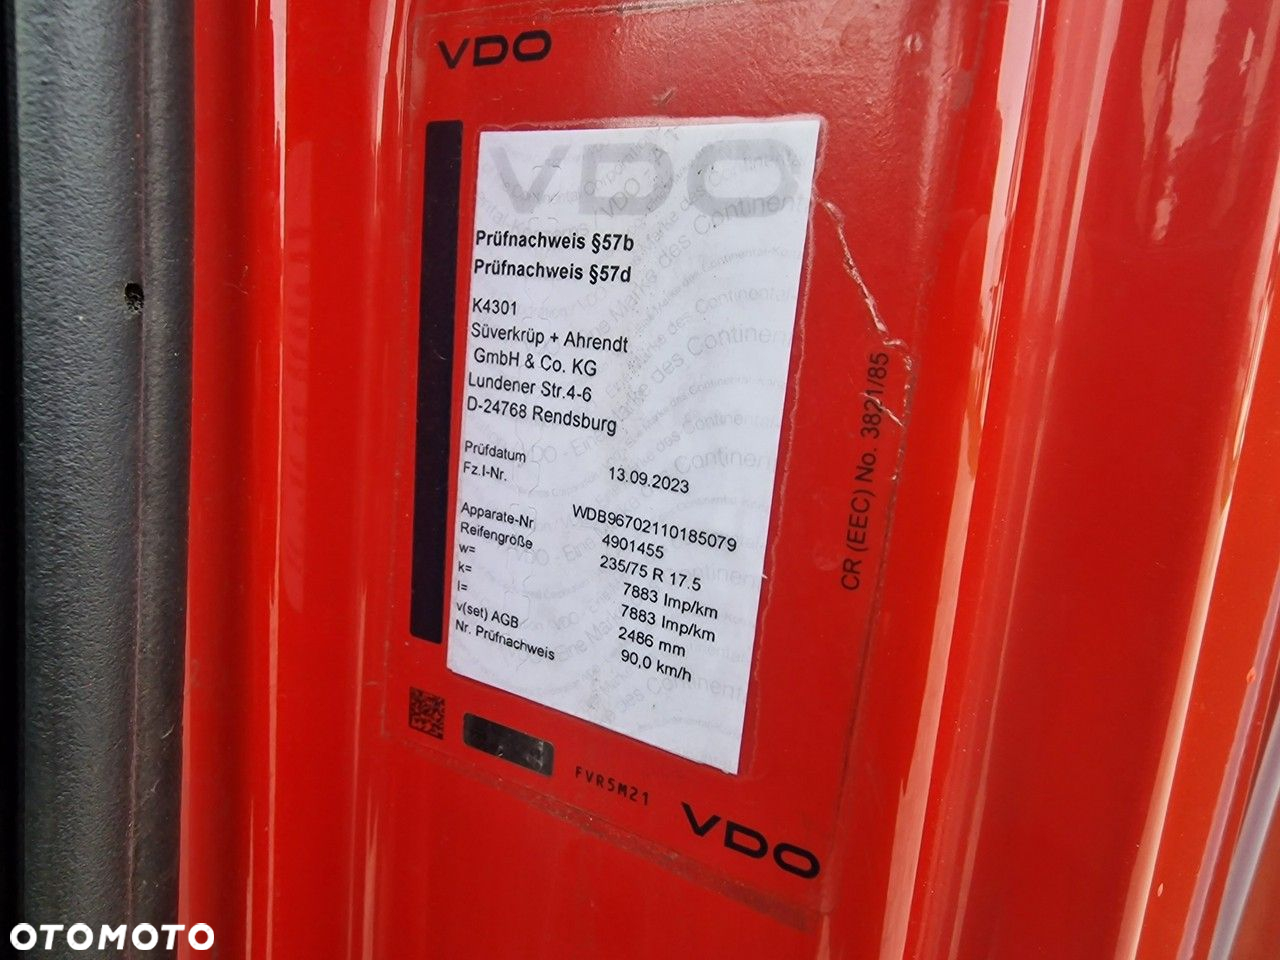 VDO
VDO
Prüfnachweis §57b
Prüfnachweis §57d
K4301
Süverkrüp + Ahrendt
GmbH & Co. KG
Lundener Str.4-6
D-24768 Rendsburg
Prüfdatum 13.09.2023
Fz.I-Nr. WDB96702110185079
Apparate-Nr 4901455
Reifengröße 235/75 R 17.5
w= 7883 Imp/km
k= 7883 Imp/km
l= 2486 mm
v(set) AGB 90,0 km/h
Nr. Prüfnachweis
CR (EEC) No. 3821/85
FVR5M21
VDO
OTOMOTO